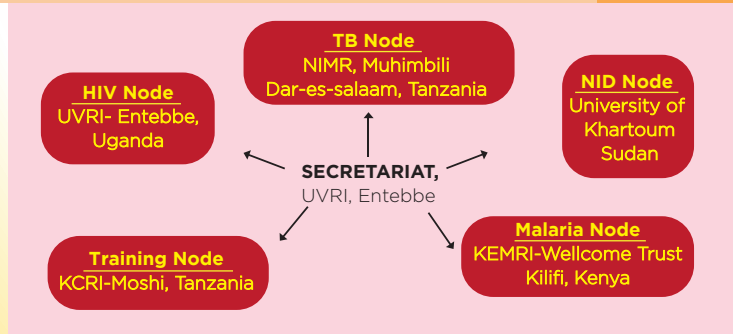 TB Node
NIMR, Muhimbili
Dar-es-salaam, Tanzania
HIV Node
UVRI- Entebbe,
Uganda
NID Node
University of
Khartoum
Sudan
SECRETARIAT,
UVRI, Entebbe
Training Node
KCRI-Moshi, Tanzania
Malaria Node
KEMRI-Wellcome Trust
Kilifi, Kenya